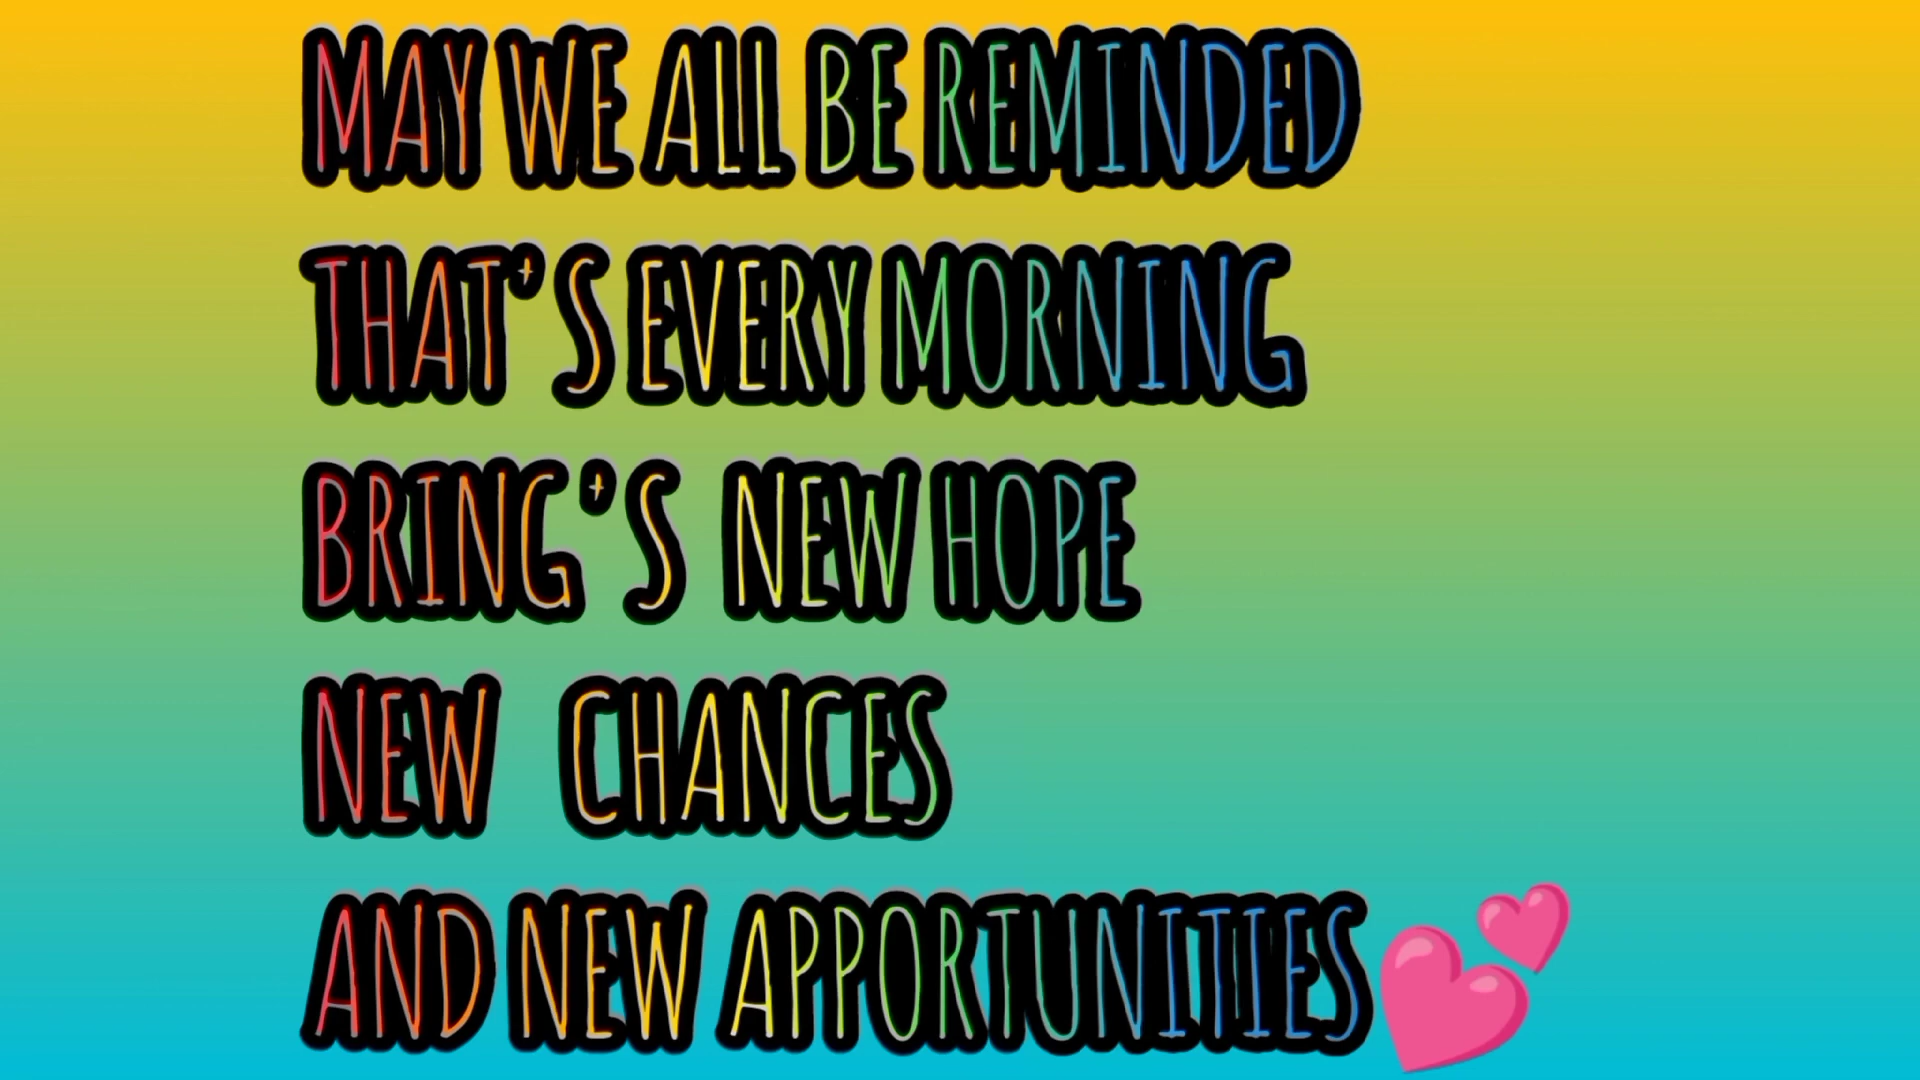 MAY WE ALL BE REMINDED
THAT'S EVERY MORNING
BRING'S NEW HOPE
NEW CHANCES
AND NEW APPORTUNITIES💕